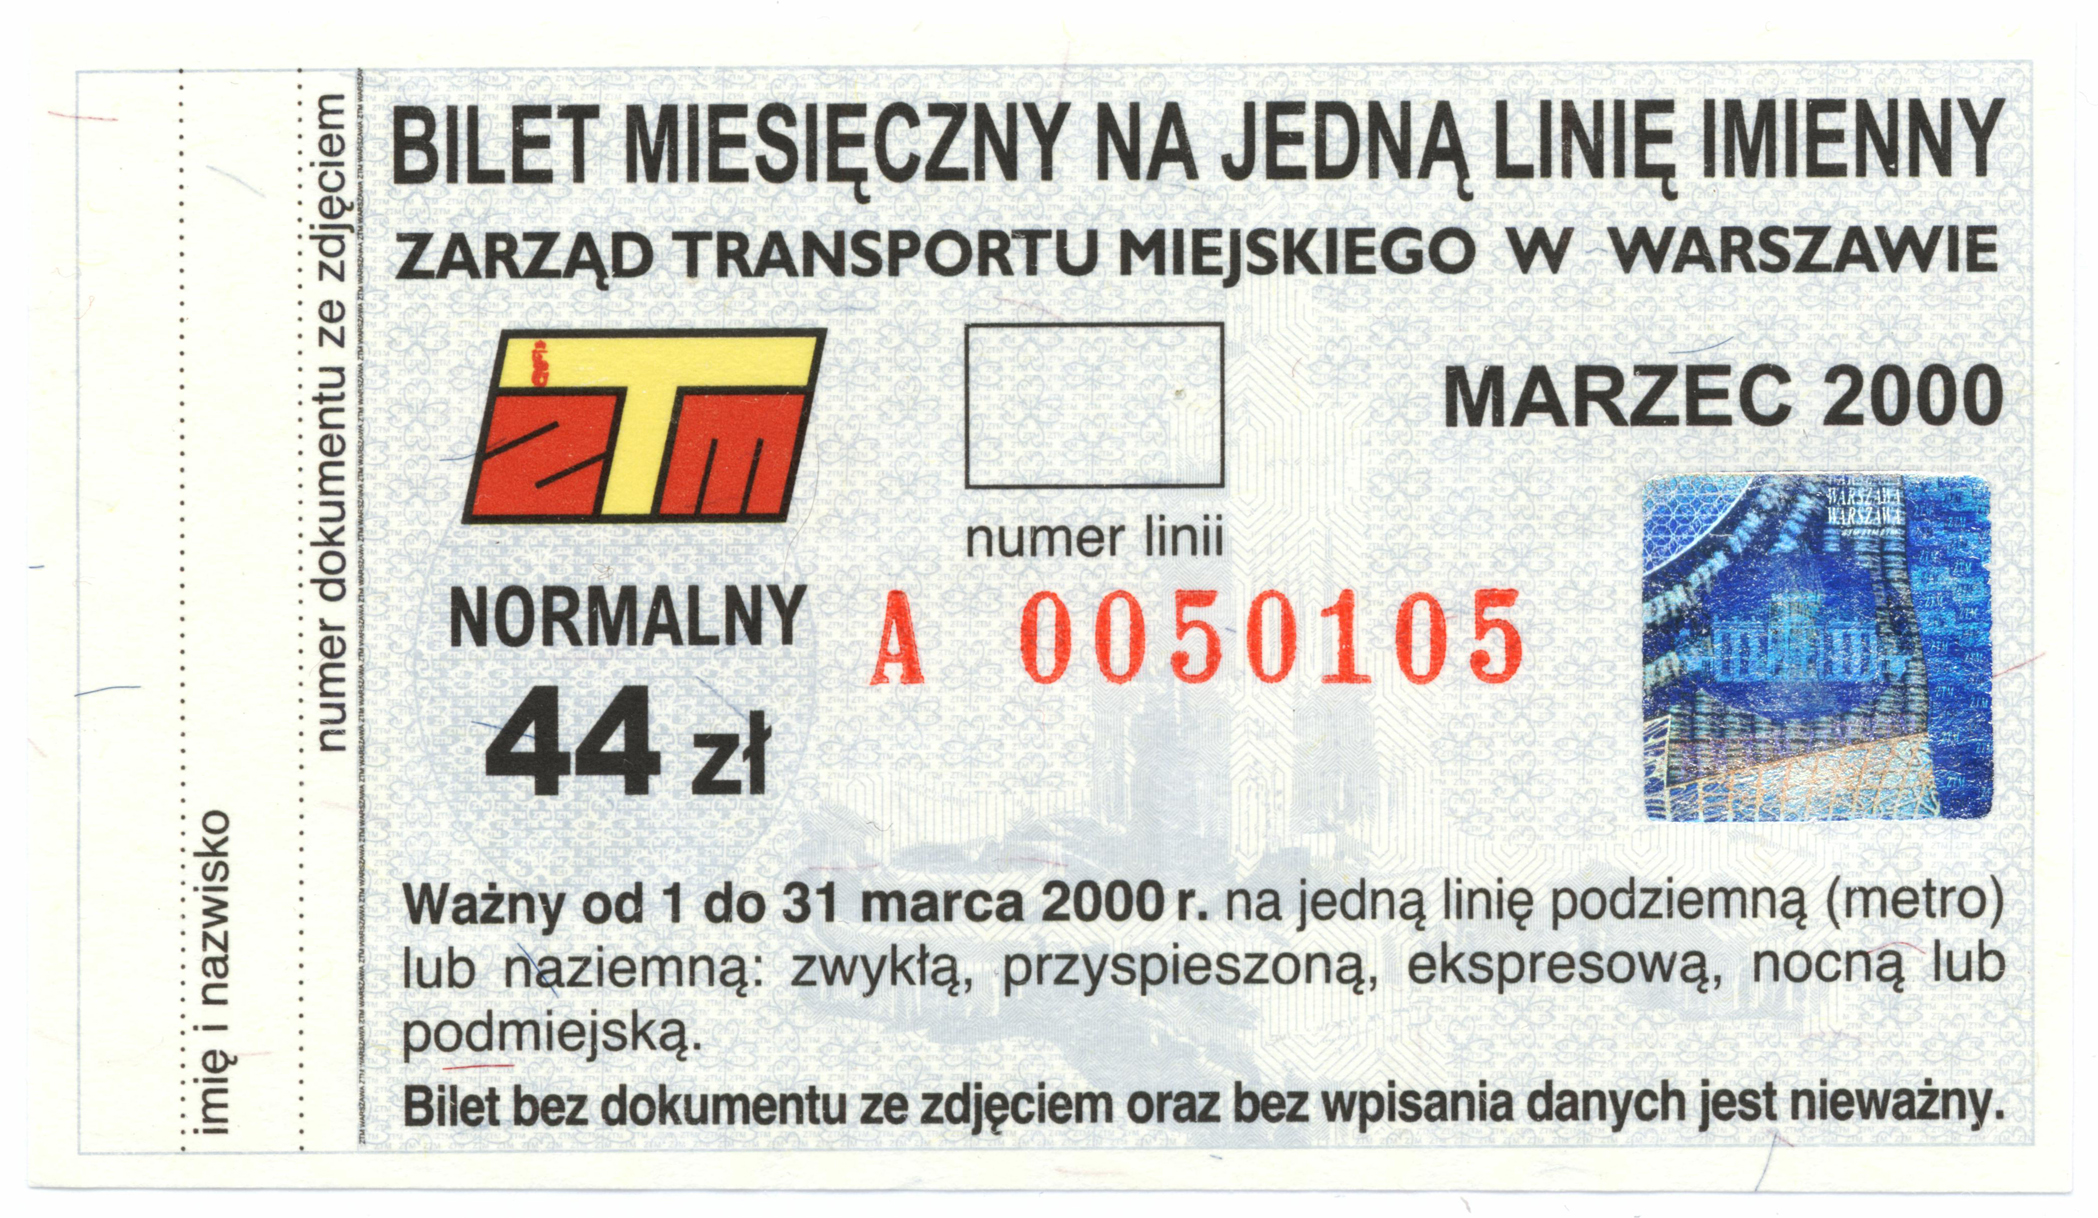 BILET MIESIĘCZNY NA JEDNĄ LINIĘ IMIENNY
ZARZĄD TRANSPORTU MIEJSKIEGO W WARSZAWIE
ZTM
numer linii
MARZEC 2000
NORMALNY
44 zł
A 0050105
WARSZAWA
WARSZAWA
Ważny od 1 do 31 marca 2000 r. na jedną linię podziemną (metro)
lub naziemną: zwykłą, przyspieszoną, ekspresową, nocną lub
podmiejską.
Bilet bez dokumentu ze zdjęciem oraz bez wpisania danych jest nieważny.
imię i nazwisko
numer dokumentu ze zdjęciem